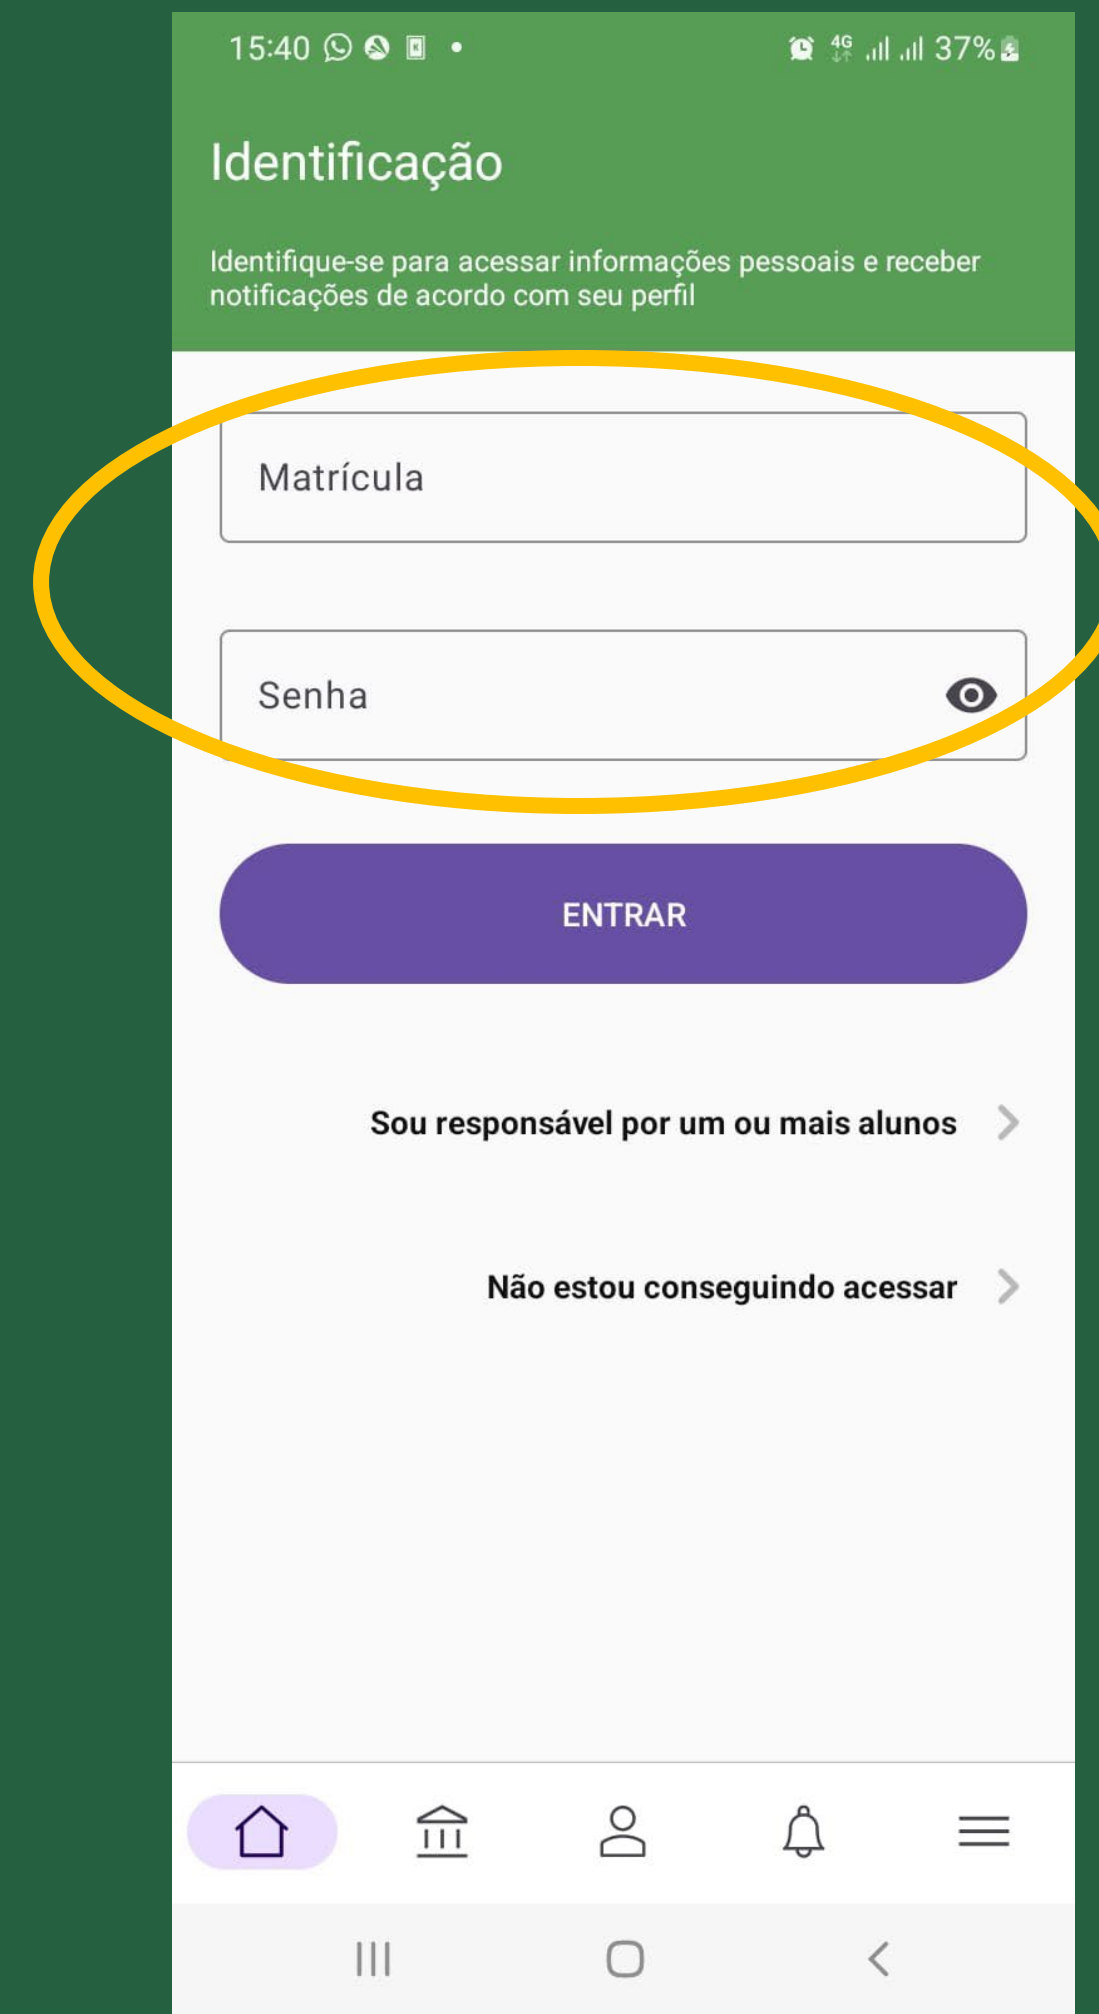 15:40
4G 37%
Identificação
Identifique-se para acessar informações pessoais e receber
notificações de acordo com seu perfil
Matrícula
Senha
ENTRAR
Sou responsável por um ou mais alunos
Não estou conseguindo acessar